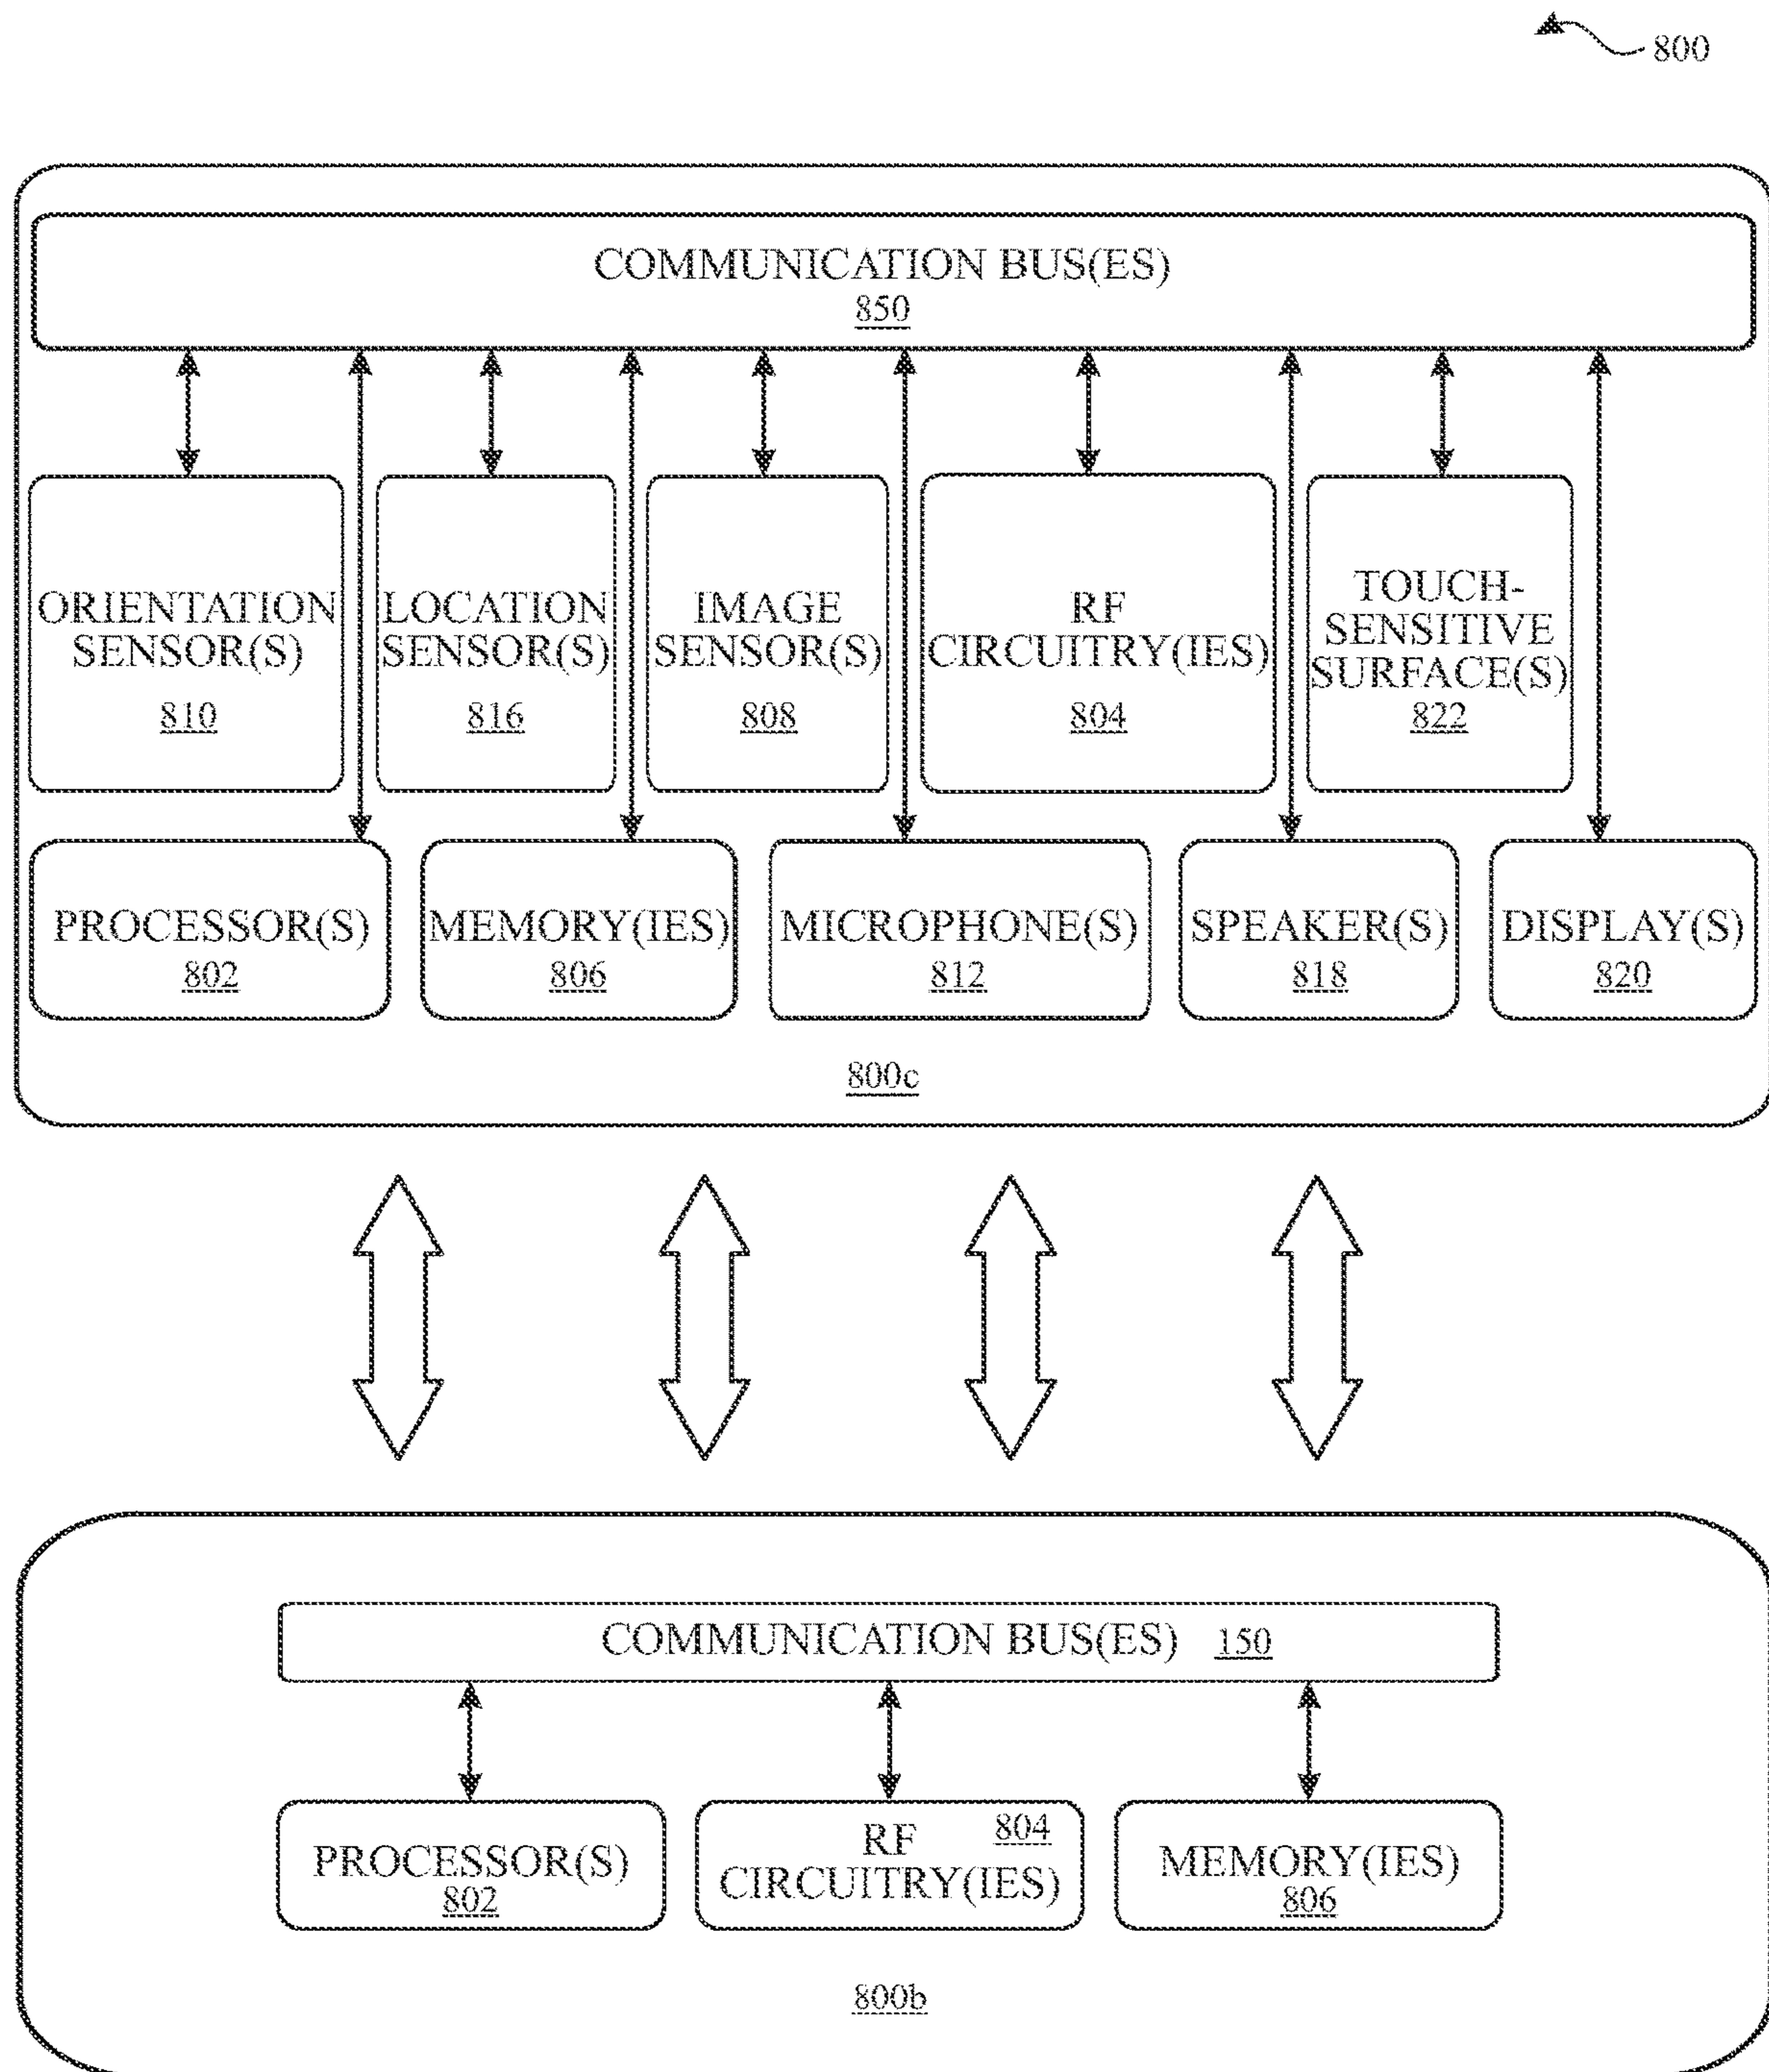 800
COMMUNICATION BUS(ES)
850
ORIENTATION
SENSOR(S)
810
LOCATION
SENSOR(S)
816
IMAGE
SENSOR(S)
808
RF
CIRCUITRY(IES)
804
TOUCH-
SENSITIVE
SURFACE(S)
822
PROCESSOR(S)
802
MEMORY(IES)
806
MICROPHONE(S)
812
SPEAKER(S)
818
DISPLAY(S)
820
800c
COMMUNICATION BUS(ES) 150
PROCESSOR(S)
802
RF 804
CIRCUITRY(IES)
MEMORY(IES)
806
800b